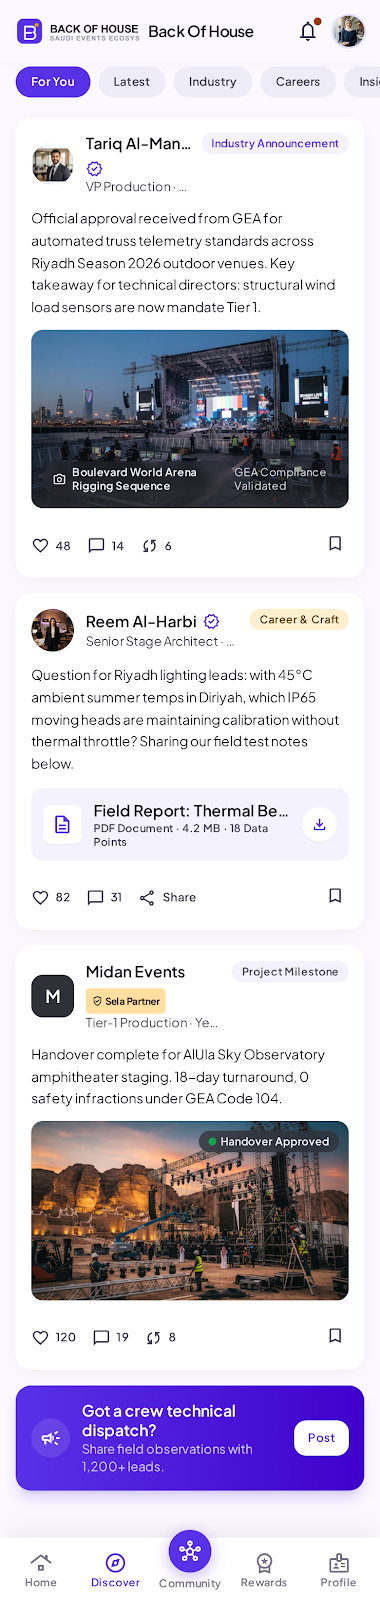 BACK OF HOUSE
SAUDI EVENTS ECOSYS
Back Of House
For You
Latest
Industry
Careers
Insi
Tariq Al-Man...
Industry Announcement
VP Production · ...
Official approval received from GEA for
automated truss telemetry standards across
Riyadh Season 2026 outdoor venues. Key
takeaway for technical directors: structural wind
load sensors are now mandate Tier 1.
Boulevard World Arena
Rigging Sequence
GEA Compliance
Validated
48
14
6
Reem Al-Harbi
Career & Craft
Senior Stage Architect · ...
Question for Riyadh lighting leads: with 45°C
ambient summer temps in Diriyah, which IP65
moving heads are maintaining calibration without
thermal throttle? Sharing our field test notes
below.
Field Report: Thermal Be...
PDF Document · 4.2 MB · 18 Data
Points
82
31
Share
M
Midan Events
Project Milestone
Sela Partner
Tier-1 Production · Ye...
Handover complete for AlUla Sky Observatory
amphitheater staging. 18-day turnaround, 0
safety infractions under GEA Code 104.
Handover Approved
120
19
8
Got a crew technical
dispatch?
Share field observations with
1,200+ leads.
Post
Home
Discover
Community
Rewards
Profile